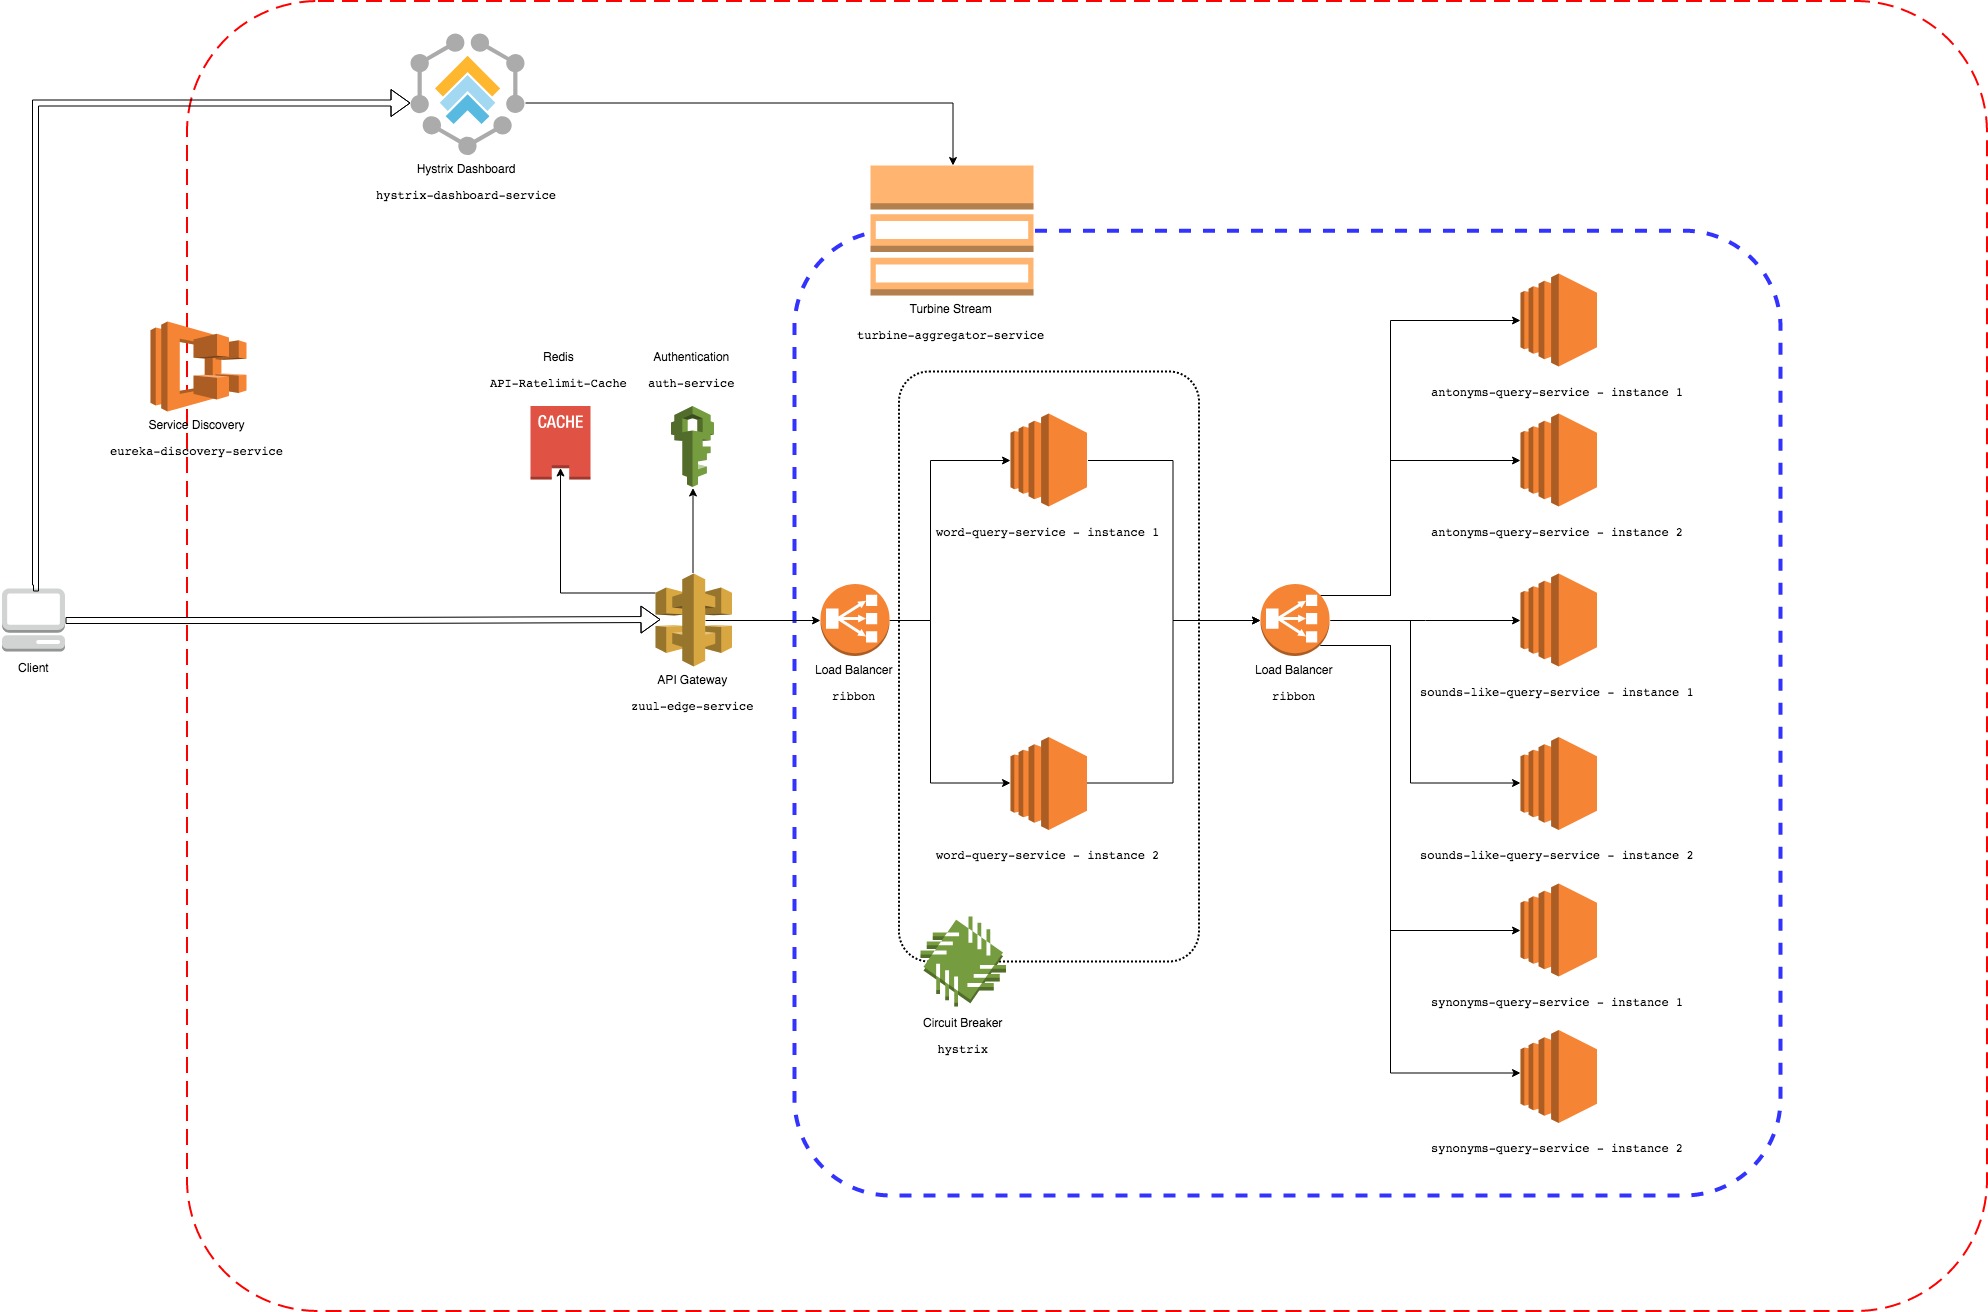 Hystrix Dashboard
hystrix-dashboard-service
Turbine Stream
turbine-aggregator-service
Redis
API-Ratelimit-Cache
CACHE
Authentication
auth-service
Service Discovery
eureka-discovery-service
Client
API Gateway
zuul-edge-service
Load Balancer
ribbon
word-query-service - instance 1
word-query-service - instance 2
Circuit Breaker
hystrix
Load Balancer
ribbon
antonyms-query-service - instance 1
antonyms-query-service - instance 2
sounds-like-query-service - instance 1
sounds-like-query-service - instance 2
synonyms-query-service - instance 1
synonyms-query-service - instance 2